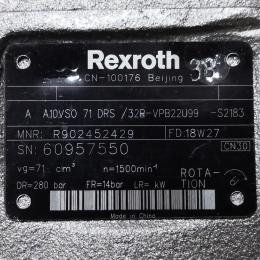 Rexroth
CN-100176 Beijing
A A10VSO 71 DRS /32R-VPB22U99 -S2183
MNR: R902452429 FD:18W27
SN: 60957550 CN30
vg=71 cm³ n=1500min⁻¹ ROTA-
TION
DR=280 bar FR=14bar LR= kW
Made in China